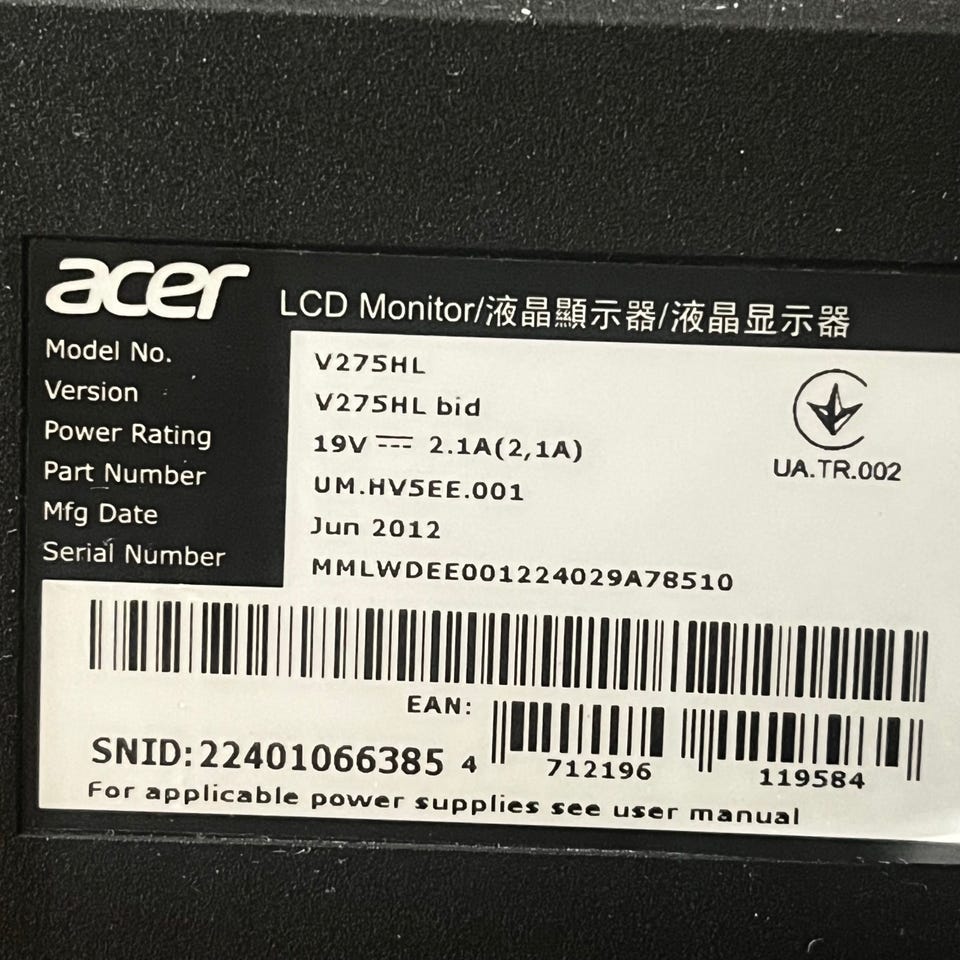 acer LCD Monitor/液晶顯示器/液晶显示器
Model No. V275HL
Version V275HL bid
Power Rating 19V ⎓ 2.1A(2,1A)
Part Number UM.HV5EE.001
Mfg Date Jun 2012
Serial Number MMLWDEE001224029A78510
UA.TR.002
EAN:
SNID:22401066385 4 712196 119584
For applicable power supplies see user manual